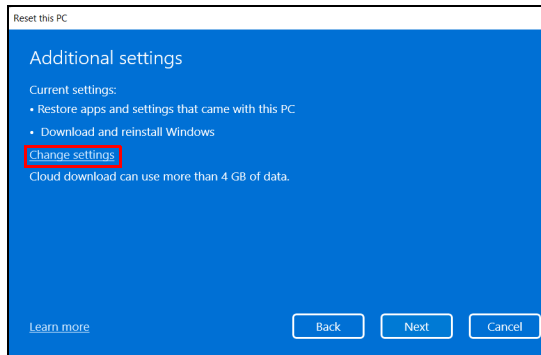 Reset this PC
Additional settings
Current settings:
• Restore apps and settings that came with this PC
• Download and reinstall Windows
Change settings
Cloud download can use more than 4 GB of data.
Learn more
Back
Next
Cancel